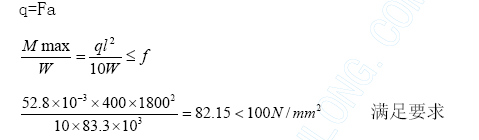 q=Fa
M max / W = ql² / 10W ≤ f
52.8×10⁻³×400×1800² / 10×83.3×10³ = 82.15<100N/mm² 满足要求